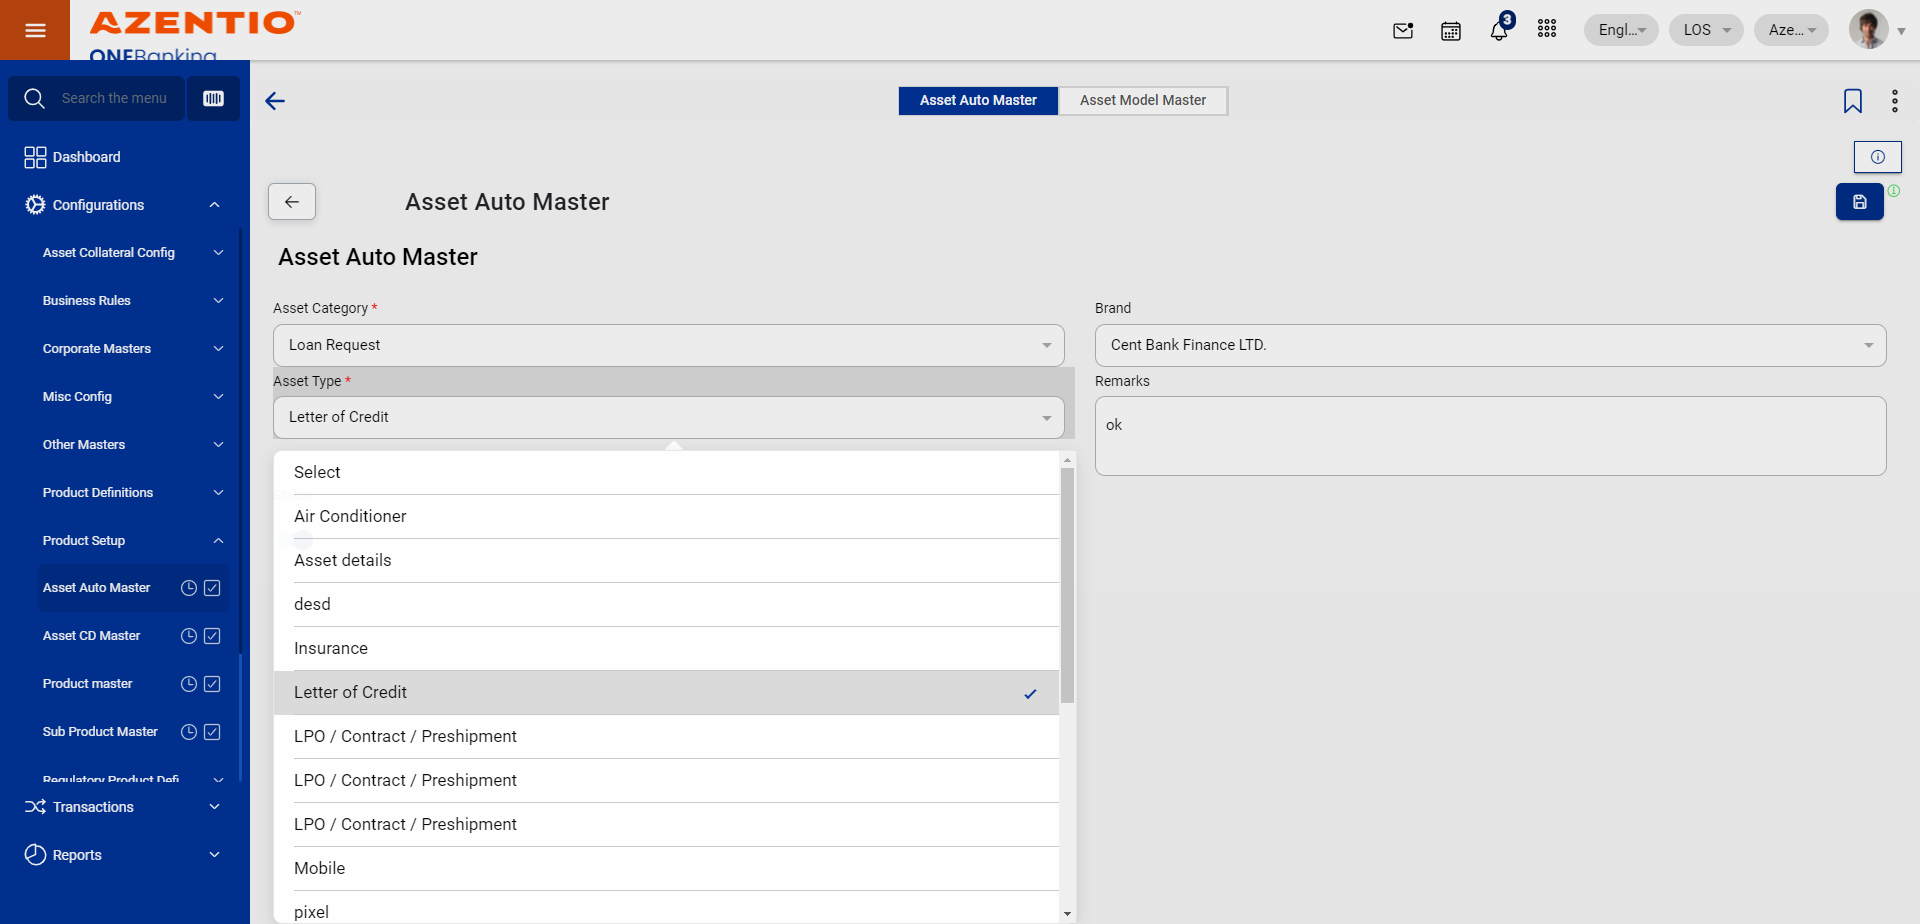 AZENTIO™
ONEBanking
3
Engl...
LOS
Aze...
Search the menu
Dashboard
Configurations
Asset Collateral Config
Business Rules
Corporate Masters
Misc Config
Other Masters
Product Definitions
Product Setup
Asset Auto Master
Asset CD Master
Product master
Sub Product Master
Regulatory Product Defi
Transactions
Reports
Asset Auto Master
Asset Model Master
Asset Auto Master
Asset Auto Master
Asset Category *
Loan Request
Brand
Cent Bank Finance LTD.
Asset Type *
Letter of Credit
Remarks
ok
Select
Air Conditioner
Asset details
desd
Insurance
Letter of Credit
LPO / Contract / Preshipment
LPO / Contract / Preshipment
LPO / Contract / Preshipment
Mobile
pixel